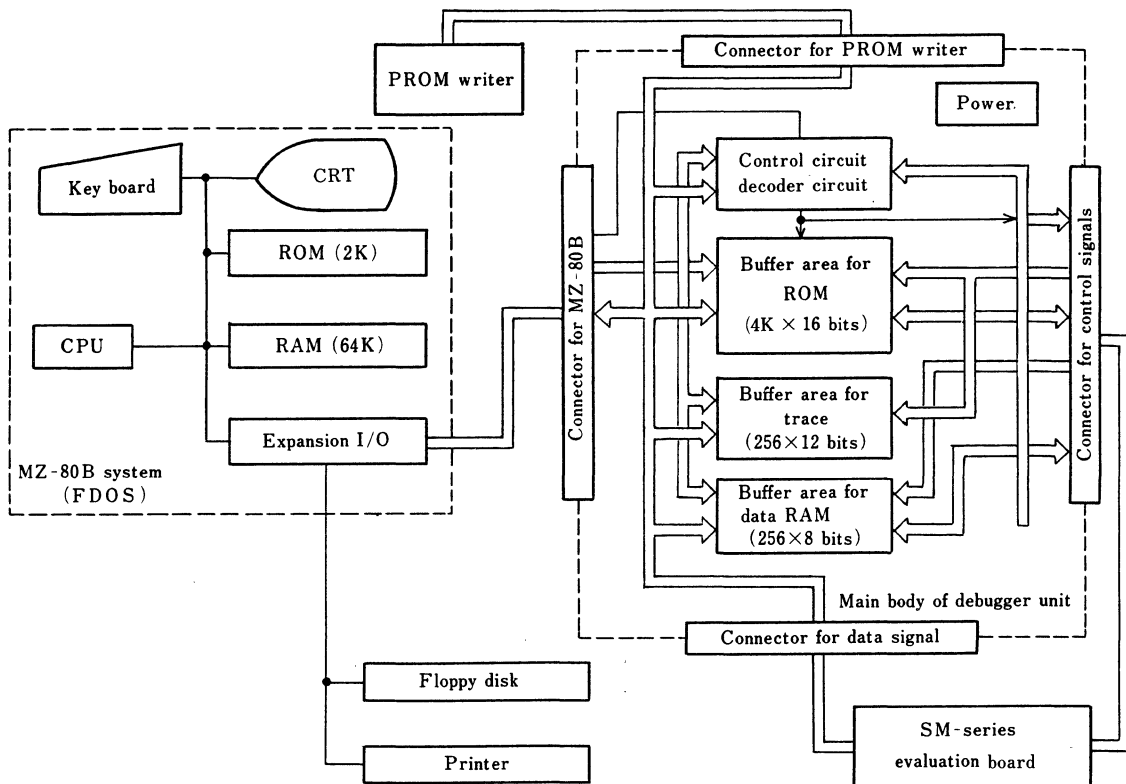 PROM writer
Connector for PROM writer
Power.
Key board
CRT
ROM (2K)
CPU
RAM (64K)
Expansion I/O
MZ-80B system
(FDOS)
Connector for MZ-80B
Control circuit
decoder circuit
Buffer area for
ROM
(4K × 16 bits)
Buffer area for
trace
(256×12 bits)
Buffer area for
data RAM
(256×8 bits)
Connector for control signals
Main body of debugger unit
Connector for data signal
Floppy disk
Printer
SM-series
evaluation board